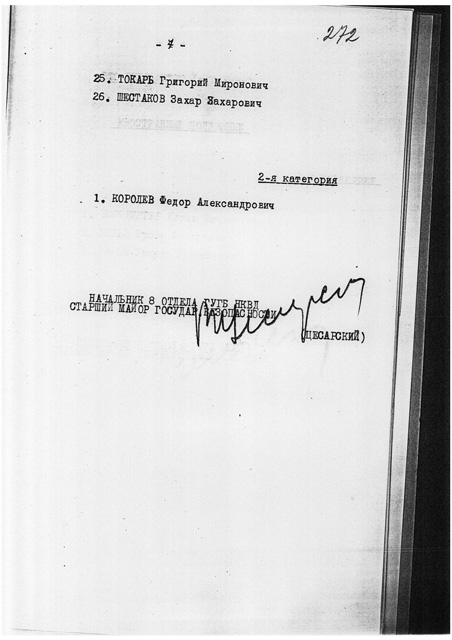 272
- 7 -
25. ТОКАРЬ Григорий Миронович
26. ШЕСТАКОВ Захар Захарович
2-я категория
1. КОРОЛЕВ Федор Александрович
НАЧАЛЬНИК 8 ОТДЕЛА ГУГБ НКВД
СТАРШИЙ МАЙОР ГОСУДАР.БЕЗОПАСНОСТИ
(ЦЕСАРСКИЙ)